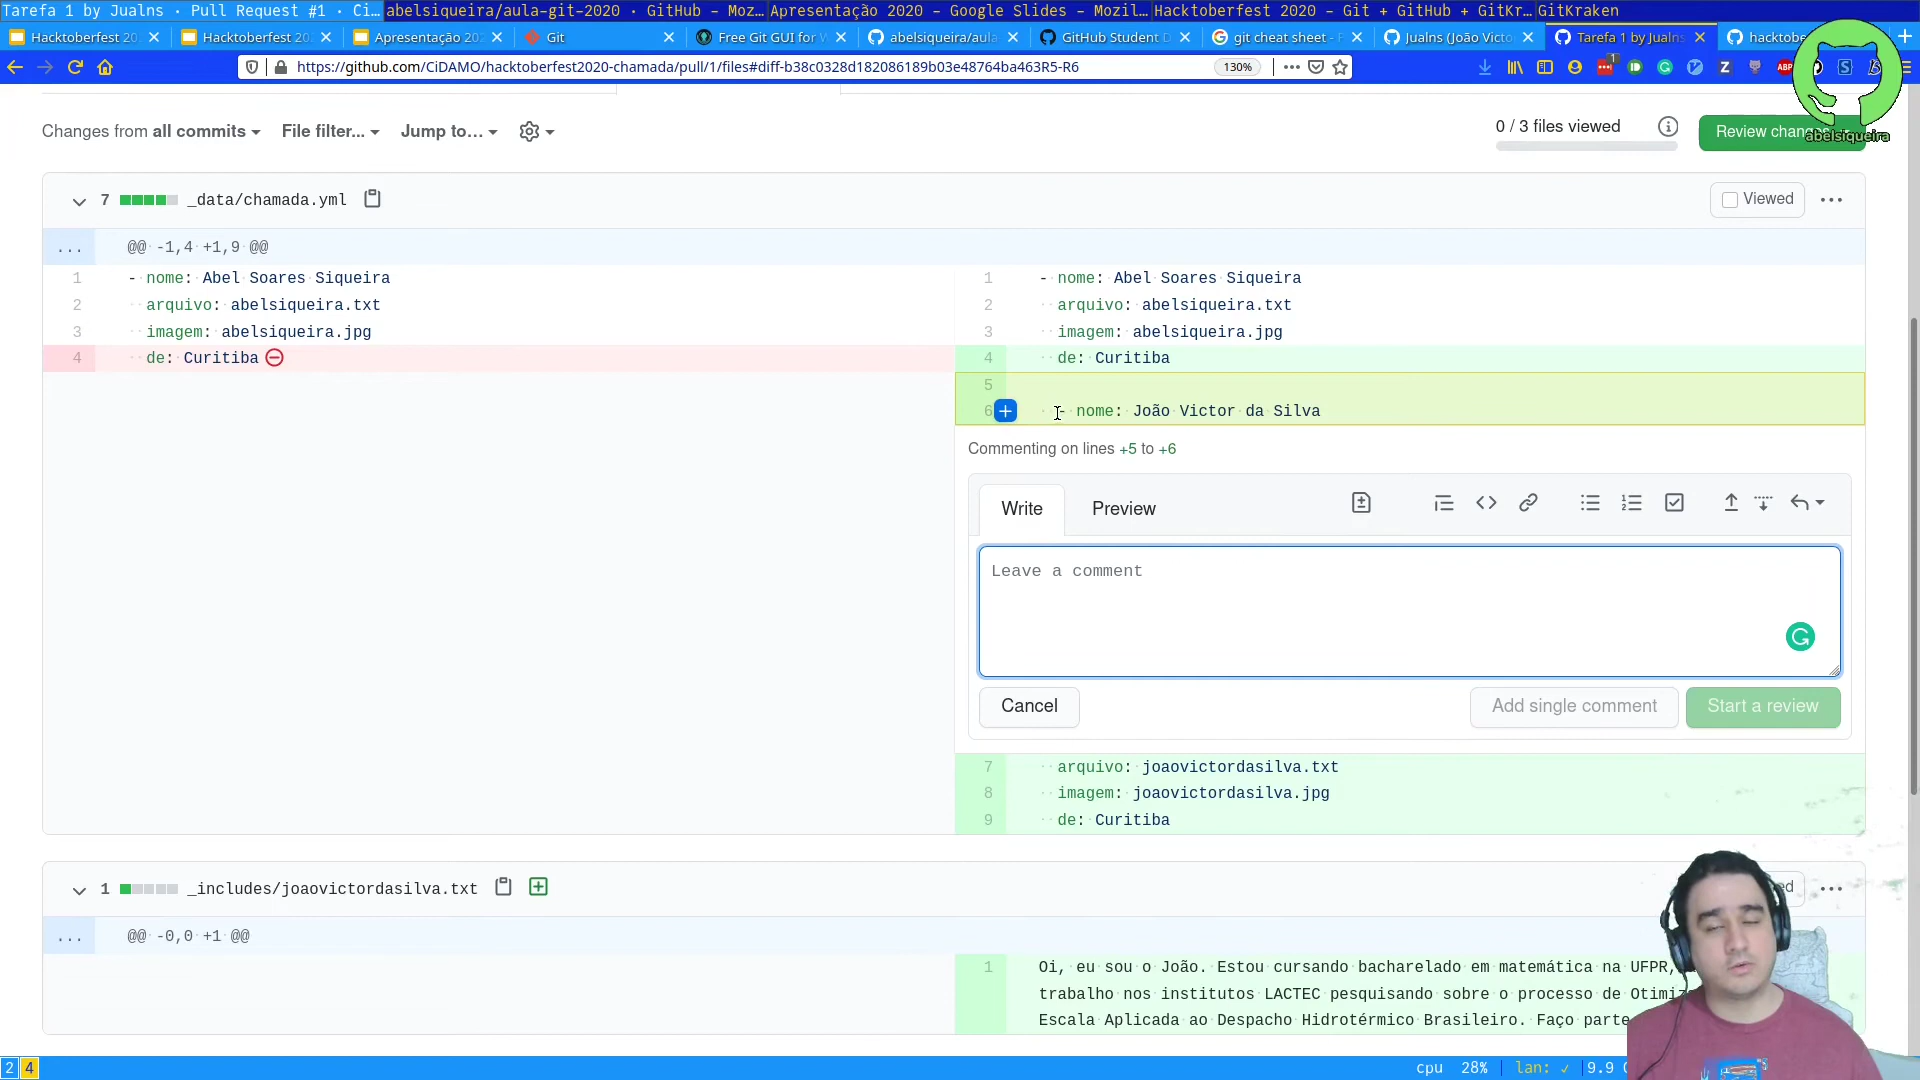 Tarefa 1 by Jualns · Pull Request #1 · Ci… abelsiqueira/aula-git-2020 · GitHub – Moz… Apresentação 2020 – Google Slides – Mozil… Hacktoberfest 2020 – Git + GitHub + GitKr… GitKraken
Hacktoberfest 20 Hacktoberfest 20 Apresentação 202 Git Free Git GUI for W abelsiqueira/aula GitHub Student D git cheat sheet - P Jualns (João Victo Tarefa 1 by Jualns hacktobe
https://github.com/CiDAMO/hacktoberfest2020-chamada/pull/1/files#diff-b38c0328d182086189b03e48764ba463R5-R6 130%
abelsiqueira
Changes from all commits File filter... Jump to... 0 / 3 files viewed Review chan
7 _data/chamada.yml Viewed
... @@ -1,4 +1,9 @@
1 - nome: Abel Soares Siqueira 1 - nome: Abel Soares Siqueira
2 arquivo: abelsiqueira.txt 2 arquivo: abelsiqueira.txt
3 imagem: abelsiqueira.jpg 3 imagem: abelsiqueira.jpg
4 de: Curitiba 4 de: Curitiba
5
6 - nome: João Victor da Silva
Commenting on lines +5 to +6
Write Preview
Leave a comment
Cancel Add single comment Start a review
7 arquivo: joaovictordasilva.txt
8 imagem: joaovictordasilva.jpg
9 de: Curitiba
1 _includes/joaovictordasilva.txt
... @@ -0,0 +1 @@
1 Oi, eu sou o João. Estou cursando bacharelado em matemática na UFPR,
trabalho nos institutos LACTEC pesquisando sobre o processo de
Escala Aplicada ao Despacho Hidrotérmico Brasileiro. Faço parte
2 4 cpu 28% lan: ✓ 9.9